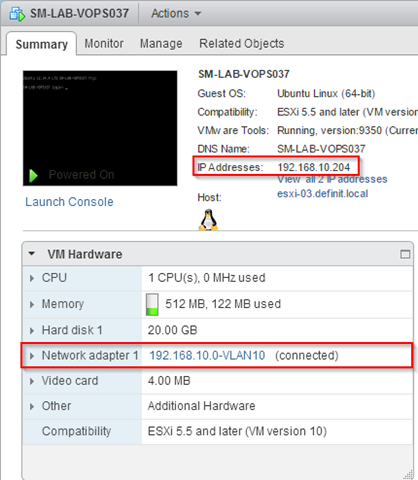 SM-LAB-VOPS037 Actions
Summary Monitor Manage Related Objects
SM-LAB-VOPS037
Guest OS: Ubuntu Linux (64-bit)
Compatibility: ESXi 5.5 and later (VM version
VMware Tools: Running, version:9350 (Curre
DNS Name: SM-LAB-VOPS037
IP Addresses: 192.168.10.204
View all 2 IP addresses
Host: esxi-03.definit.local
Powered On
Launch Console
VM Hardware
CPU 1 CPU(s), 0 MHz used
Memory 512 MB, 122 MB used
Hard disk 1 20.00 GB
Network adapter 1 192.168.10.0-VLAN10 (connected)
Video card 4.00 MB
Other Additional Hardware
Compatibility ESXi 5.5 and later (VM version 10)